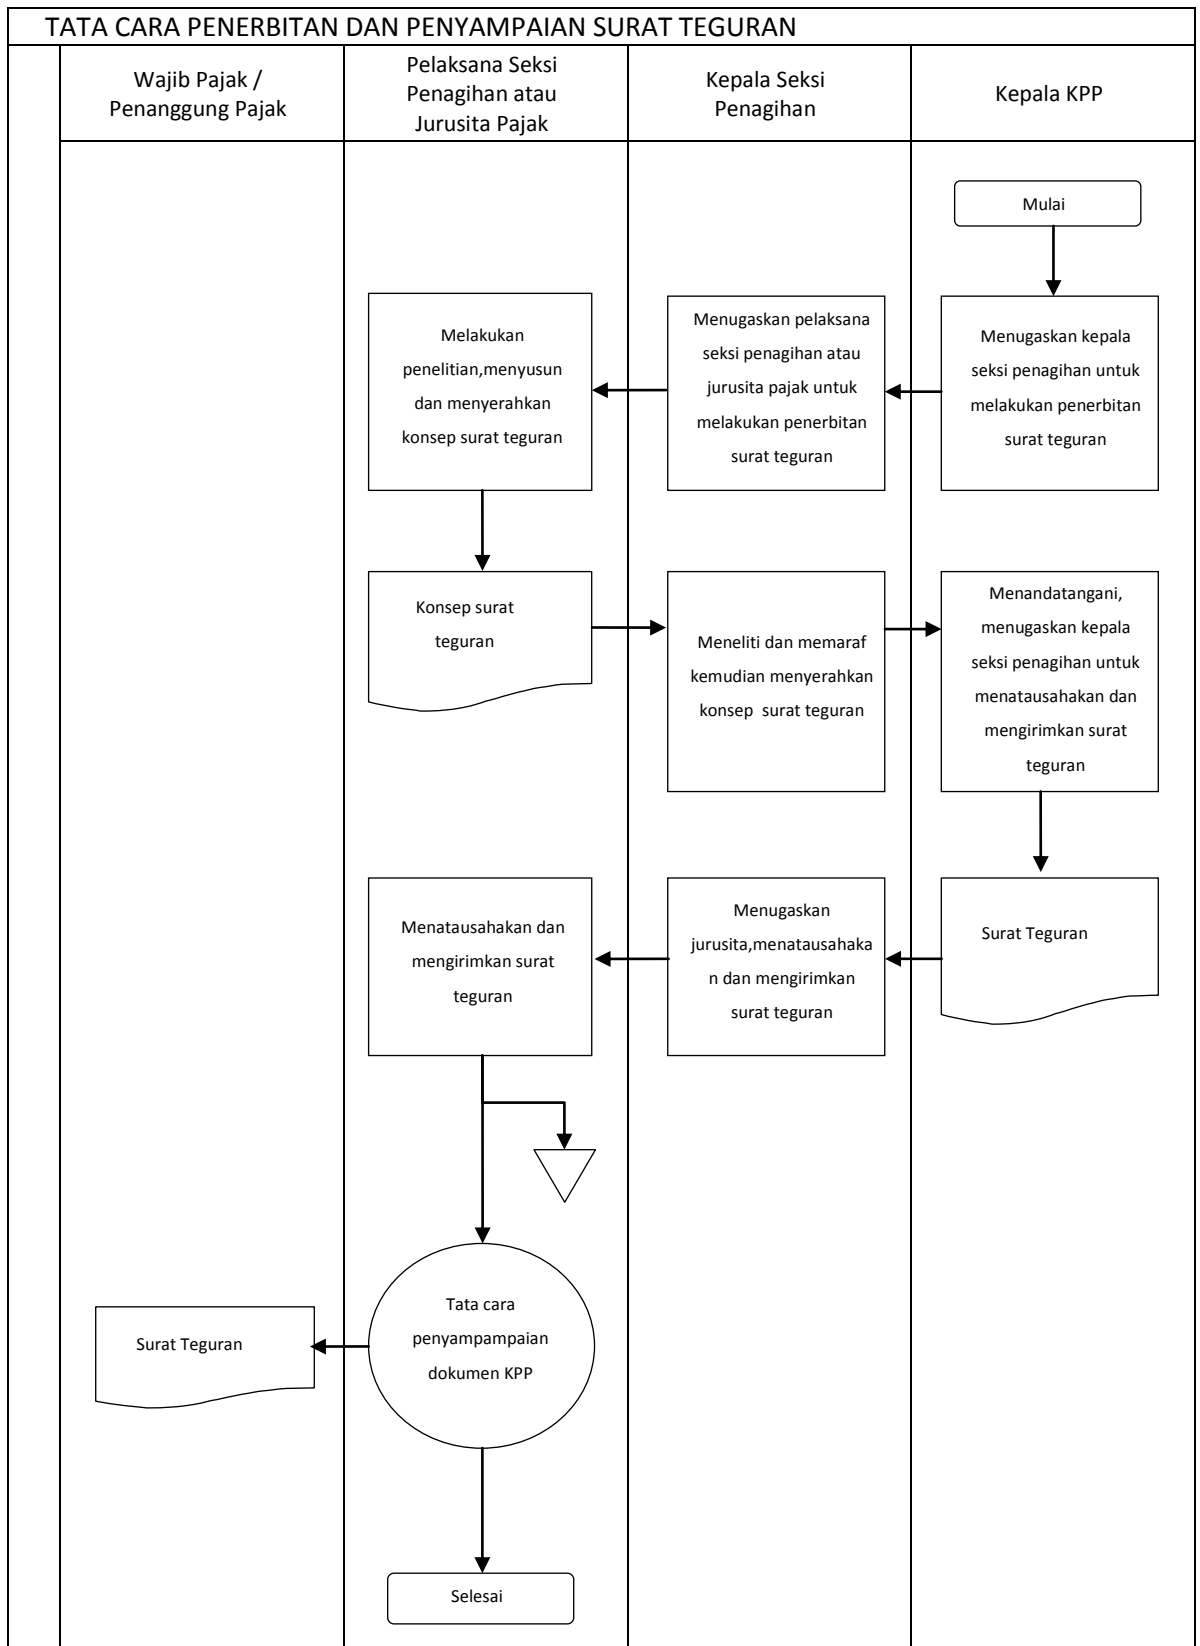 TATA CARA PENERBITAN DAN PENYAMPAIAN SURAT TEGURAN
Wajib Pajak /
Penanggung Pajak
Pelaksana Seksi
Penagihan atau
Jurusita Pajak
Kepala Seksi
Penagihan
Kepala KPP
Mulai
Menugaskan kepala
seksi penagihan untuk
melakukan penerbitan
surat teguran
Menugaskan pelaksana
seksi penagihan atau
jurusita pajak untuk
melakukan penerbitan
surat teguran
Melakukan
penelitian,menyusun
dan menyerahkan
konsep surat teguran
Konsep surat
teguran
Meneliti dan memaraf
kemudian menyerahkan
konsep surat teguran
Menandatangani,
menugaskan kepala
seksi penagihan untuk
menatausahakan dan
mengirimkan surat
teguran
Surat Teguran
Menugaskan
jurusita,menatausahaka
n dan mengirimkan
surat teguran
Menatausahakan dan
mengirimkan surat
teguran
Tata cara
penyampampaian
dokumen KPP
Surat Teguran
Selesai